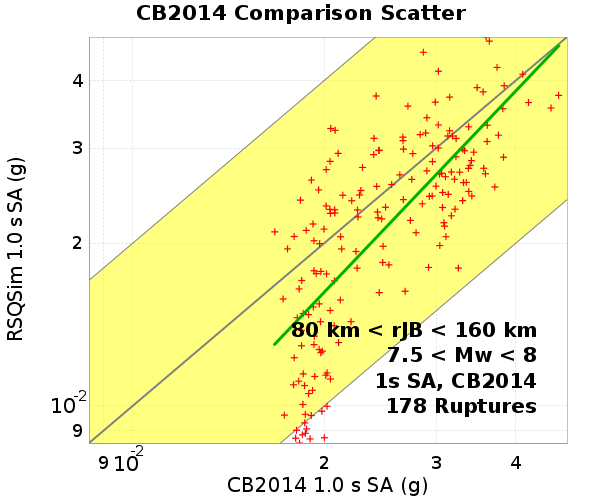 CB2014 Comparison Scatter
RSQSim 1.0 s SA (g)
4
3
2
10⁻²
9
80 km < rJB < 160 km
7.5 < Mw < 8
1s SA, CB2014
178 Ruptures
9 10⁻² 2 3 4
CB2014 1.0 s SA (g)